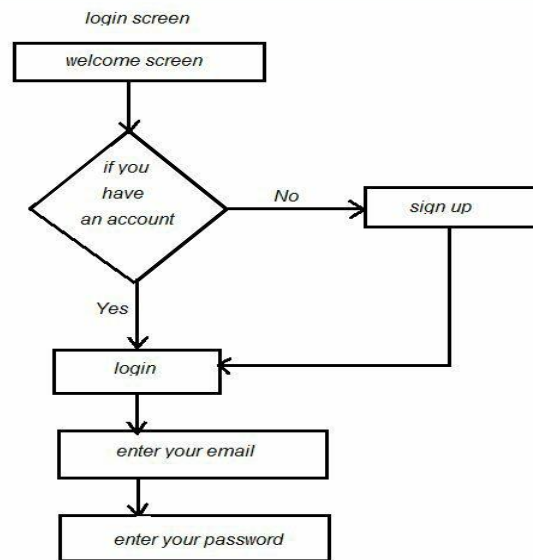 login screen
welcome screen
if you
have
an account
No
sign up
Yes
login
enter your email
enter your password